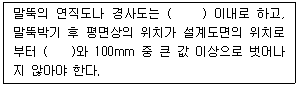 말뚝의 연직도나 경사도는 (    ) 이내로 하고,
말뚝박기 후 평면상의 위치가 설계도면의 위치로
부터 (    )와 100mm 중 큰 값 이상으로 벗어나
지 않아야 한다.